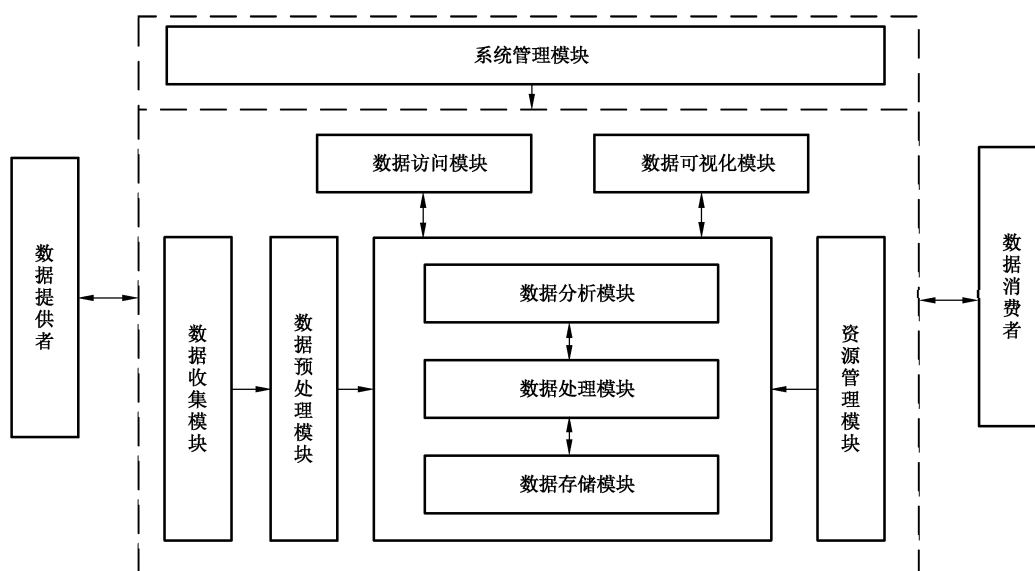 系统管理模块
数据访问模块
数据可视化模块
数据提供者
数据收集模块
数据预处理模块
数据分析模块
数据处理模块
数据存储模块
资源管理模块
数据消费者